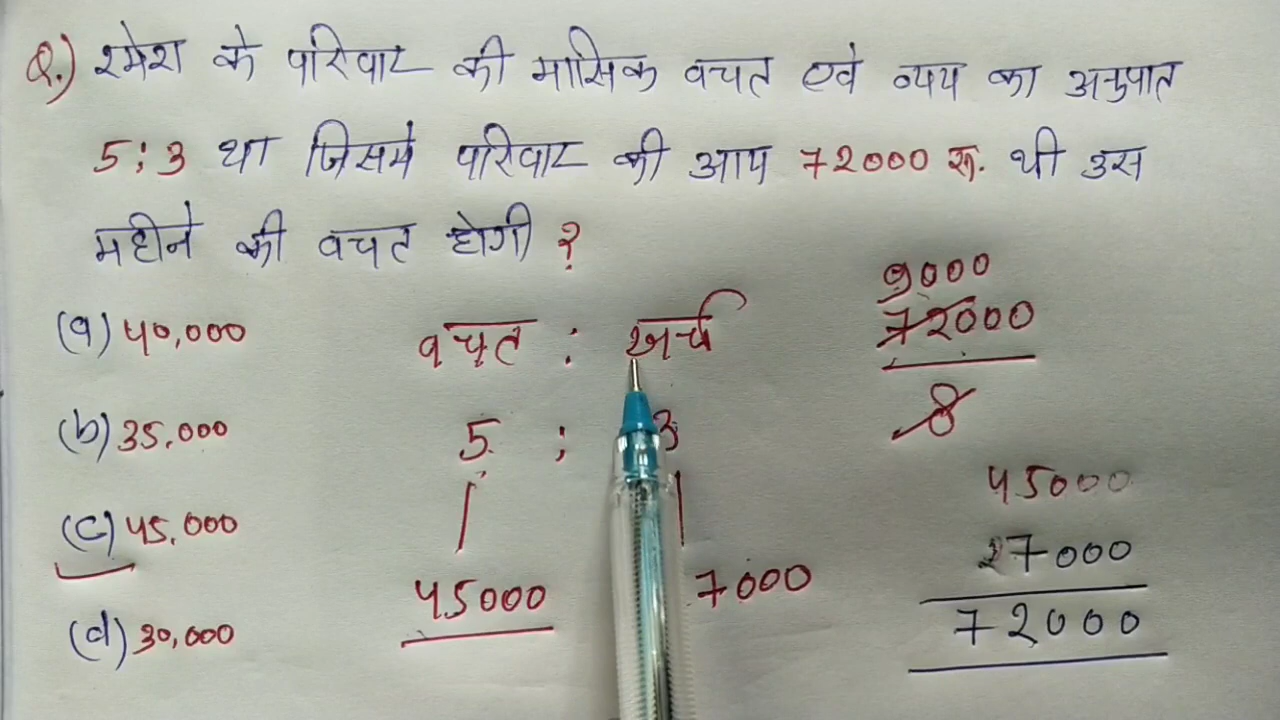 Q.) रमेश के परिवार की मासिक बचत एवं व्यय का अनुपात
5:3 था जिसमे परिवार की आय 72000 रू. थी उस
महीने की बचत होगी ?
(a) 40,000
(b) 35,000
(c) 45,000
(d) 30,000
बचत : खर्च
5 : 3
45000 7000
9000
72000
8
45000
27000
72000